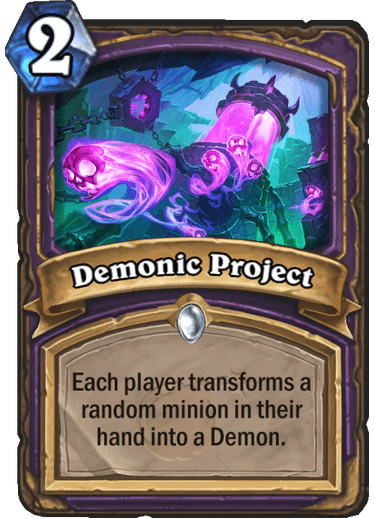 2
Demonic Project
Each player transforms a
random minion in their
hand into a Demon.